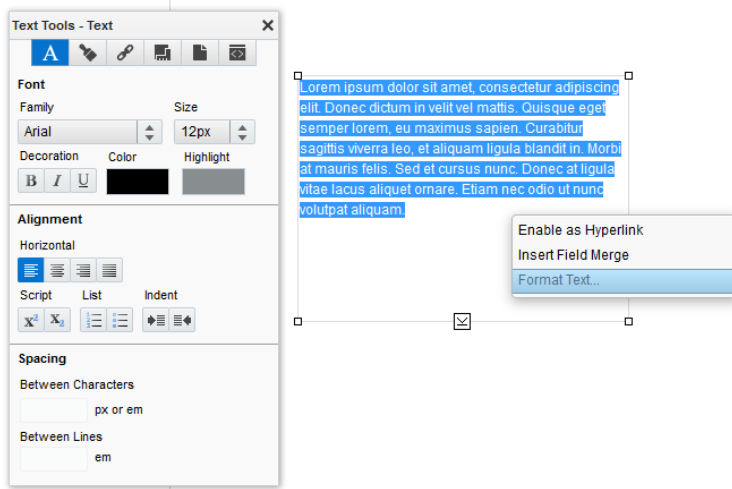 Text Tools - Text
A
Font
Family
Size
Arial
12px
Decoration
Color
Highlight
B I U
Alignment
Horizontal
Script
List
Indent
X² X₂
Spacing
Between Characters
px or em
Between Lines
em
Lorem ipsum dolor sit amet, consectetur adipiscing
elit. Donec dictum in velit vel mattis. Quisque eget
semper lorem, eu maximus sapien. Curabitur
sagittis viverra leo, et aliquam ligula blandit in. Morbi
at mauris felis. Sed et cursus nunc. Donec at ligula
vitae lacus aliquet ornare. Etiam nec odio ut nunc
volutpat aliquam.
Enable as Hyperlink
Insert Field Merge
Format Text...